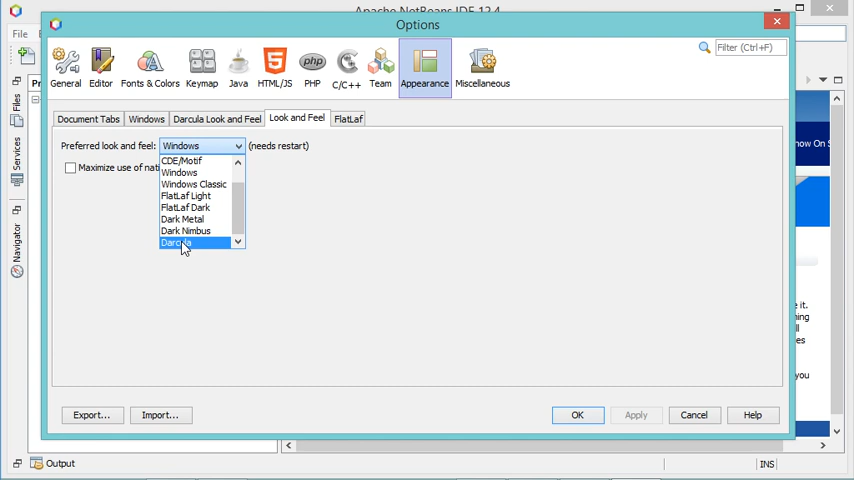 Apache NetBeans IDE 12.4
Options
File
Filter (Ctrl+F)
General
Editor
Fonts & Colors
Keymap
Java
HTML/JS
PHP
C/C++
Team
Appearance
Miscellaneous
Files
Services
Navigator
Document Tabs
Windows
Darcula Look and Feel
Look and Feel
FlatLaf
Preferred look and feel:
Windows
(needs restart)
Maximize use of nati
CDE/Motif
Windows
Windows Classic
FlatLaf Light
FlatLaf Dark
Dark Metal
Dark Nimbus
Darcula
Export...
Import...
OK
Apply
Cancel
Help
Output
INS